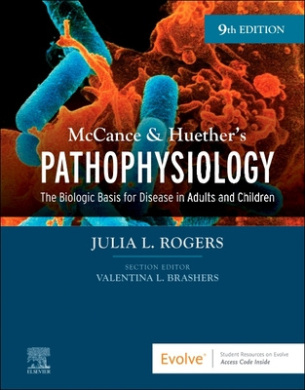 9th EDITION
McCance & Huether's
PATHOPHYSIOLOGY
The Biologic Basis for Disease in Adults and Children
JULIA L. ROGERS
SECTION EDITOR
VALENTINA L. BRASHERS
ELSEVIER
Evolve
Student Resources on Evolve
Access Code Inside